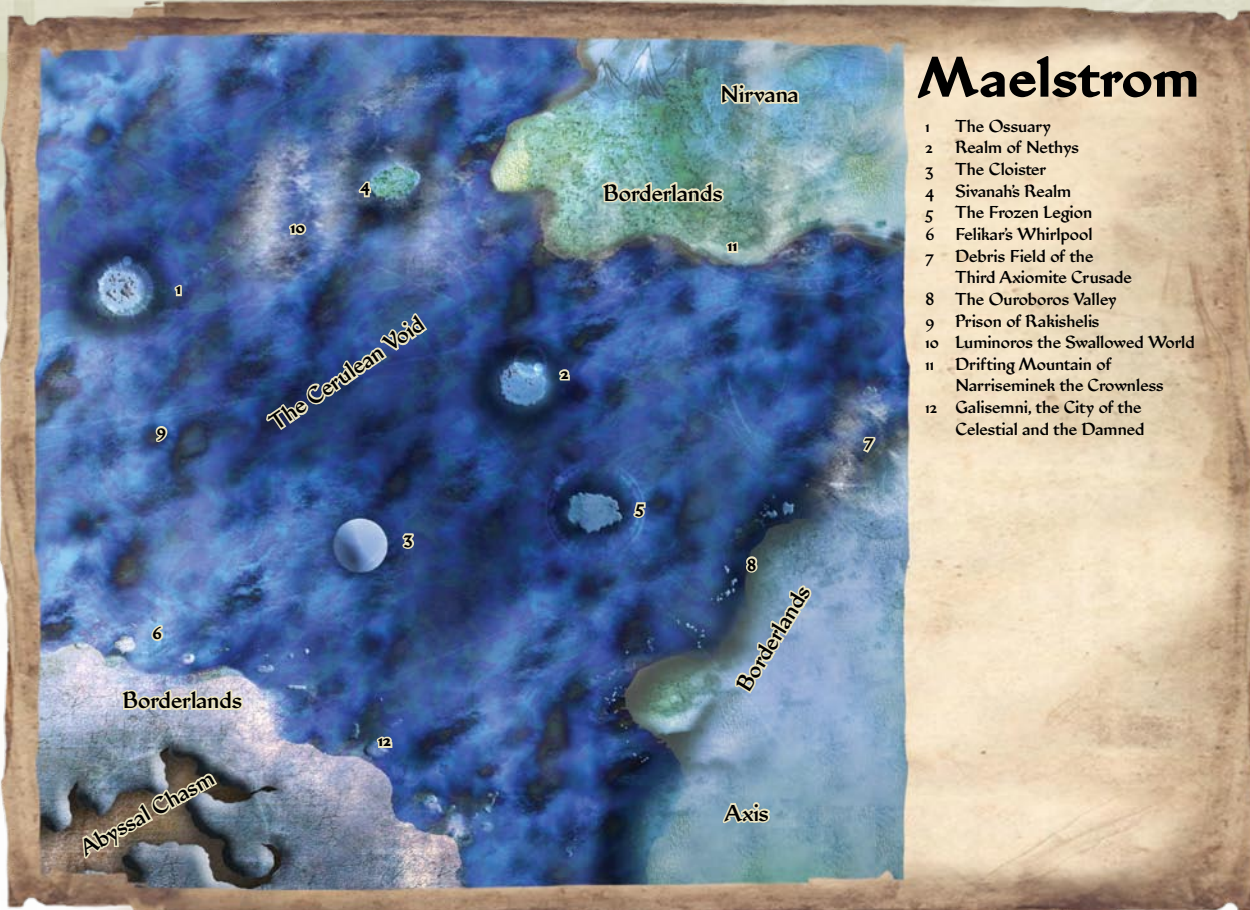 Maelstrom
1 The Ossuary
2 Realm of Nethys
3 The Cloister
4 Sivanah's Realm
5 The Frozen Legion
6 Felikar's Whirlpool
7 Debris Field of the
Third Axiomite Crusade
8 The Ouroboros Valley
9 Prison of Rakishelis
10 Luminoros the Swallowed World
11 Drifting Mountain of
Narriseminek the Crownless
12 Galisemni, the City of the
Celestial and the Damned
Nirvana
4
Borderlands
10
11
1
The Cerulean Void
2
9
7
5
3
8
6
Borderlands
Borderlands
12
Abyssal Chasm
Axis